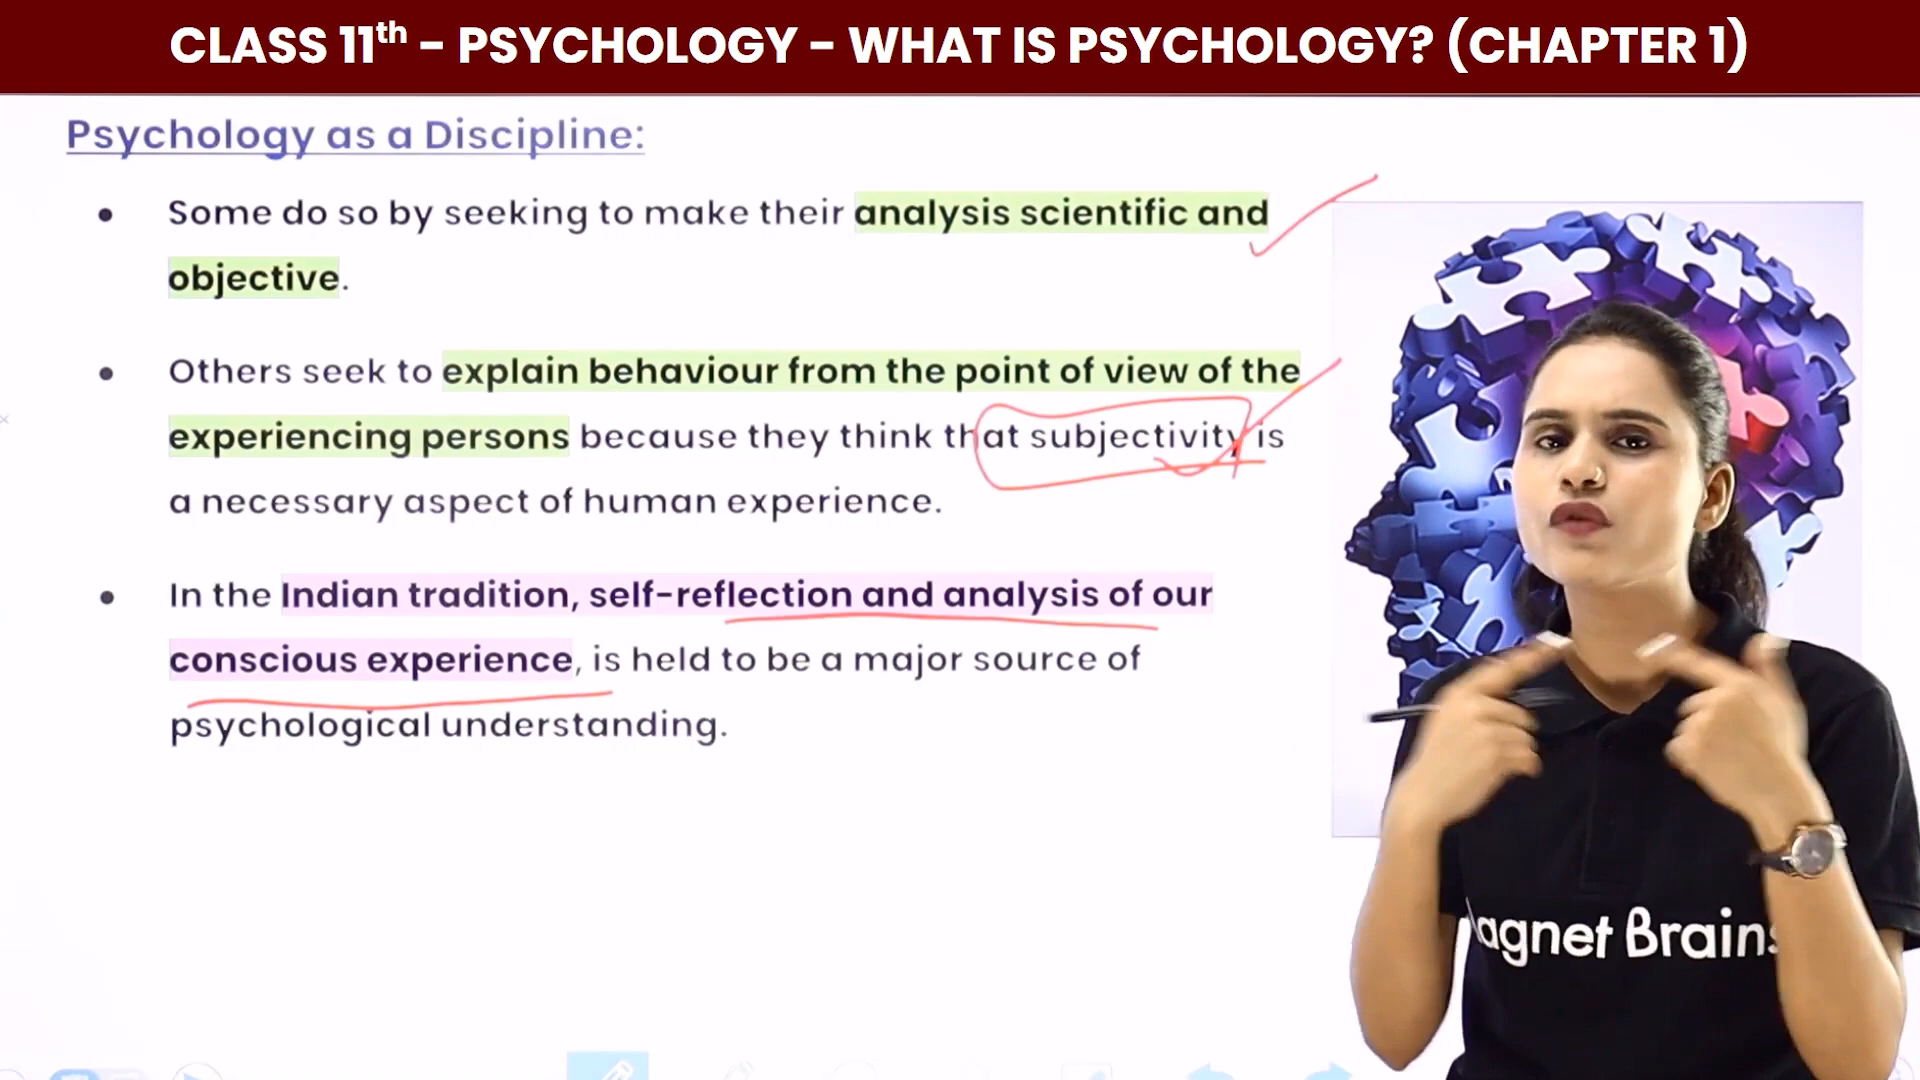 CLASS 11th – PSYCHOLOGY – WHAT IS PSYCHOLOGY? (CHAPTER 1)
Psychology as a Discipline:
• Some do so by seeking to make their analysis scientific and
objective.
• Others seek to explain behaviour from the point of view of the
experiencing persons because they think that subjectivity is
a necessary aspect of human experience.
• In the Indian tradition, self-reflection and analysis of our
conscious experience, is held to be a major source of
psychological understanding.
agnet Brains